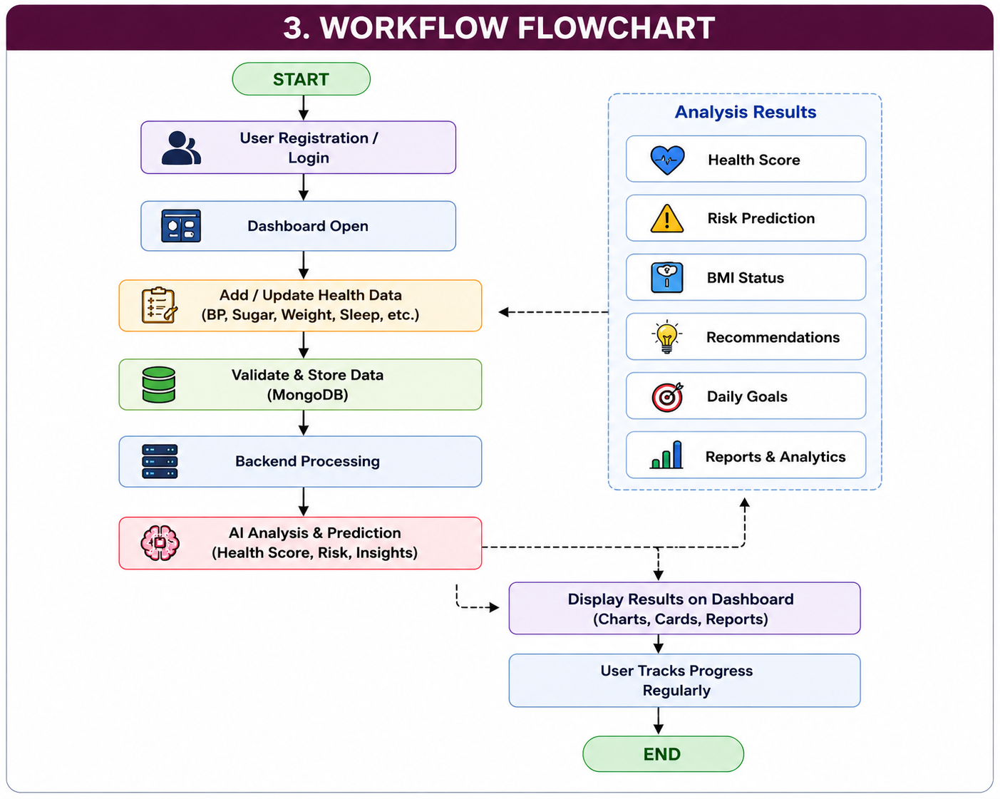 3. WORKFLOW FLOWCHART
START
User Registration /
Login
Dashboard Open
Add / Update Health Data
(BP, Sugar, Weight, Sleep, etc.)
Validate & Store Data
(MongoDB)
Backend Processing
AI Analysis & Prediction
(Health Score, Risk, Insights)
Analysis Results
Health Score
Risk Prediction
BMI Status
Recommendations
Daily Goals
Reports & Analytics
Display Results on Dashboard
(Charts, Cards, Reports)
User Tracks Progress
Regularly
END